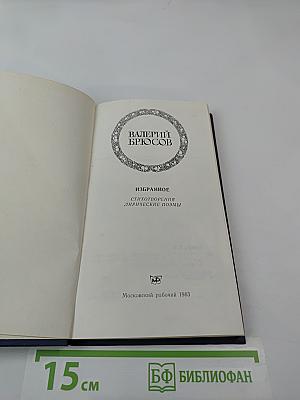 ВАЛЕРИЙ
БРЮСОВ
ИЗБРАННОЕ
СТИХОТВОРЕНИЯ
ЛИРИЧЕСКИЕ ПОЭМЫ
Московский рабочий 1983
15 см
БФ БИБЛИОФАН